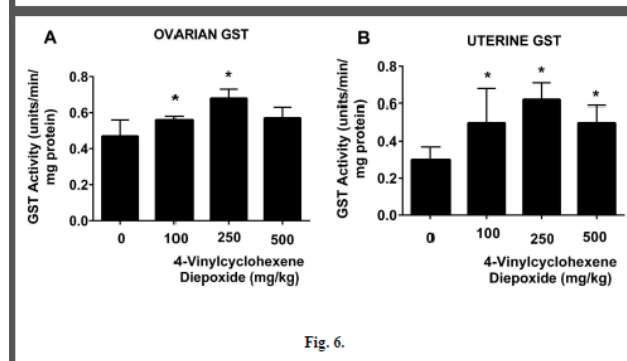 A
OVARIAN GST
GST Activity (units/min/
mg protein)
0.8
0.6
0.4
0.2
0.0
*
*
0 100 250 500
4-Vinylcyclohexene
Diepoxide (mg/kg)
B
UTERINE GST
GST Activity (units/min/
mg protein)
0.8
0.6
0.4
0.2
0.0
*
*
*
0 100 250 500
4-Vinylcyclohexene
Diepoxide (mg/kg)
Fig. 6.